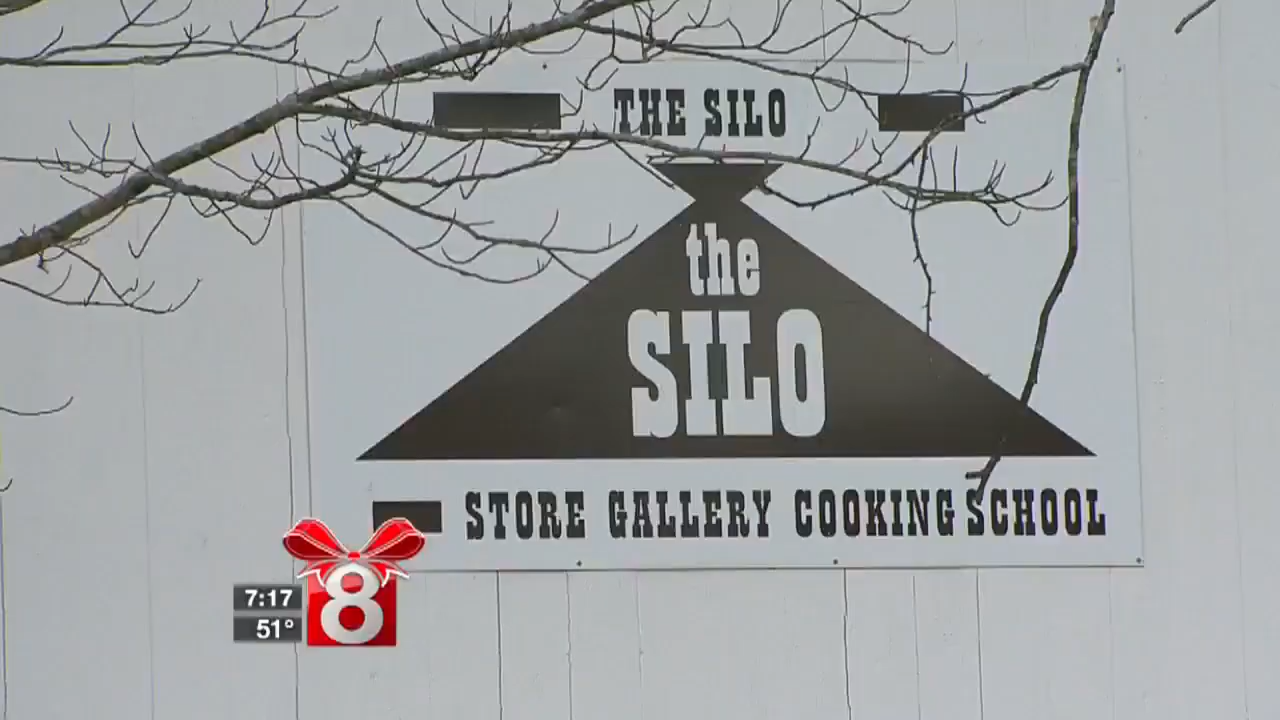 THE SILO
the
SILO
STORE GALLERY COOKING SCHOOL
7:17
51°
8